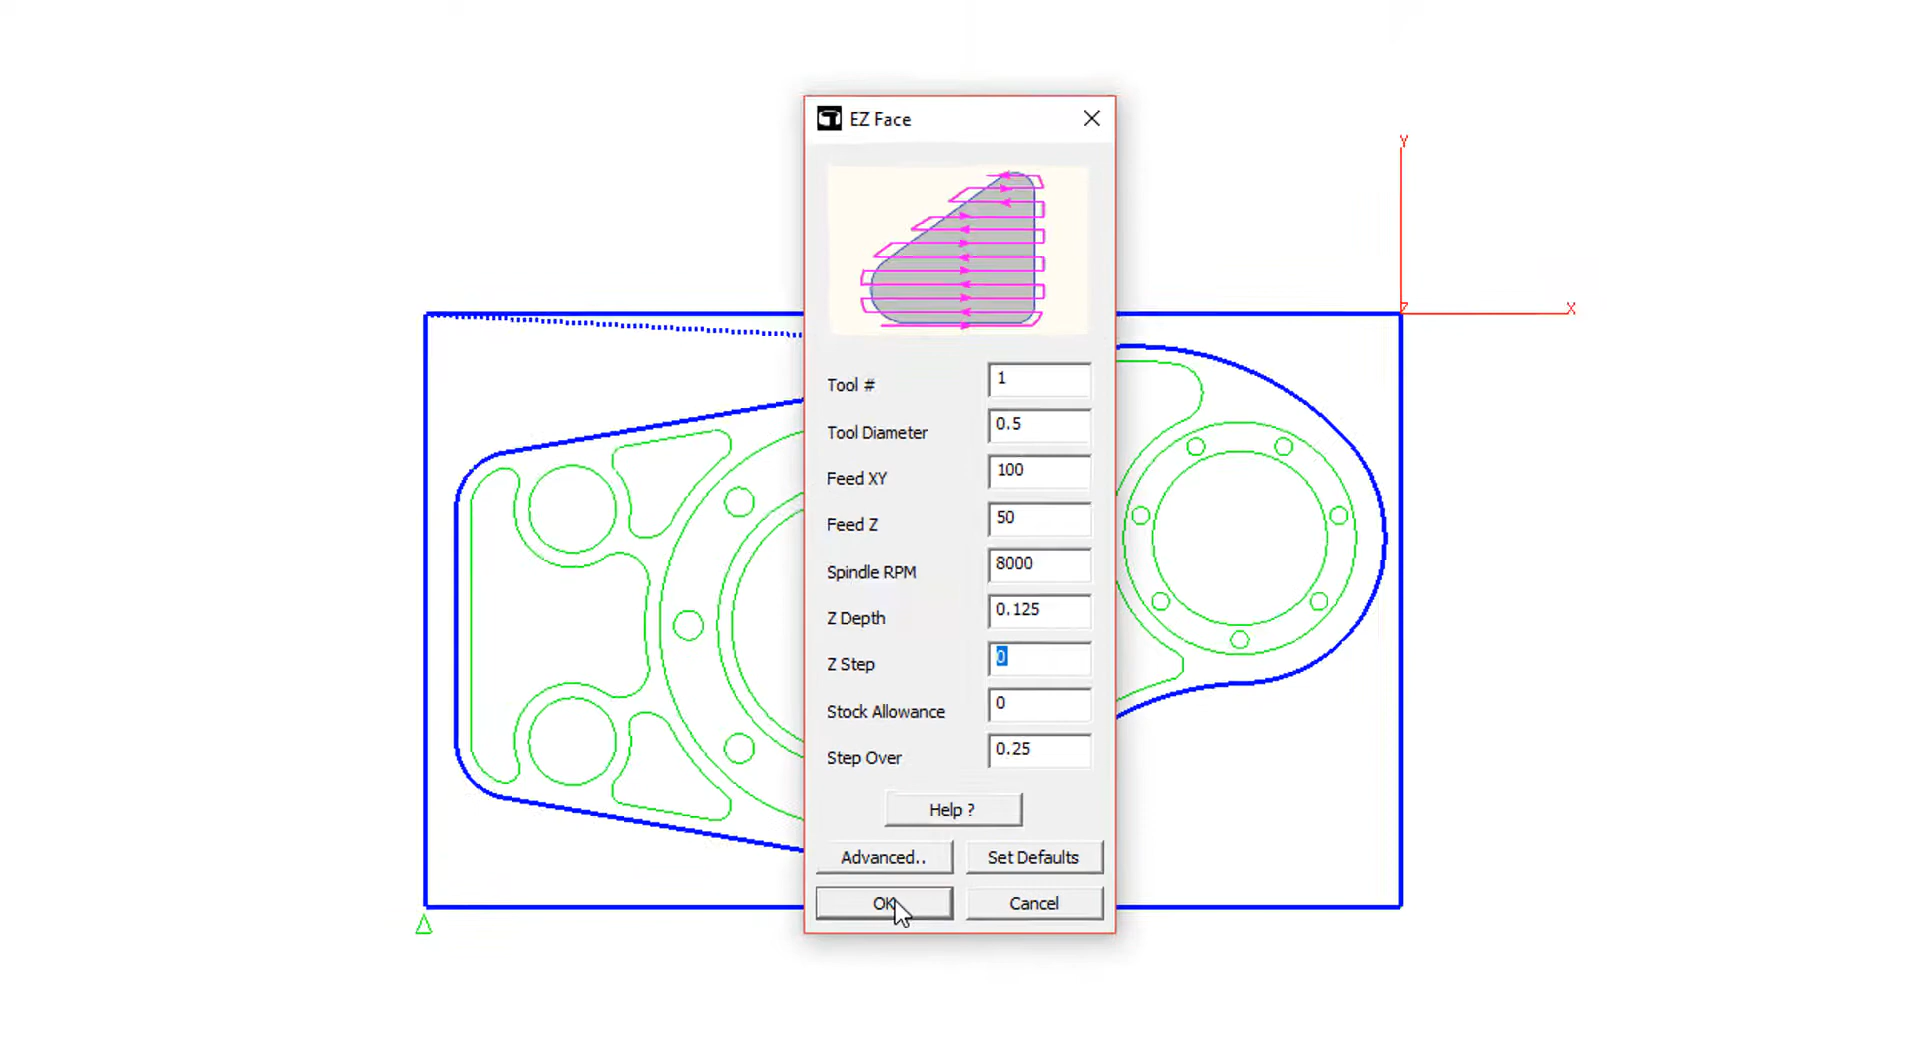 EZ Face
Y
Z
X
Tool # 1
Tool Diameter 0.5
Feed XY 100
Feed Z 50
Spindle RPM 8000
Z Depth 0.125
Z Step 0
Stock Allowance 0
Step Over 0.25
Help ?
Advanced.. Set Defaults
OK Cancel